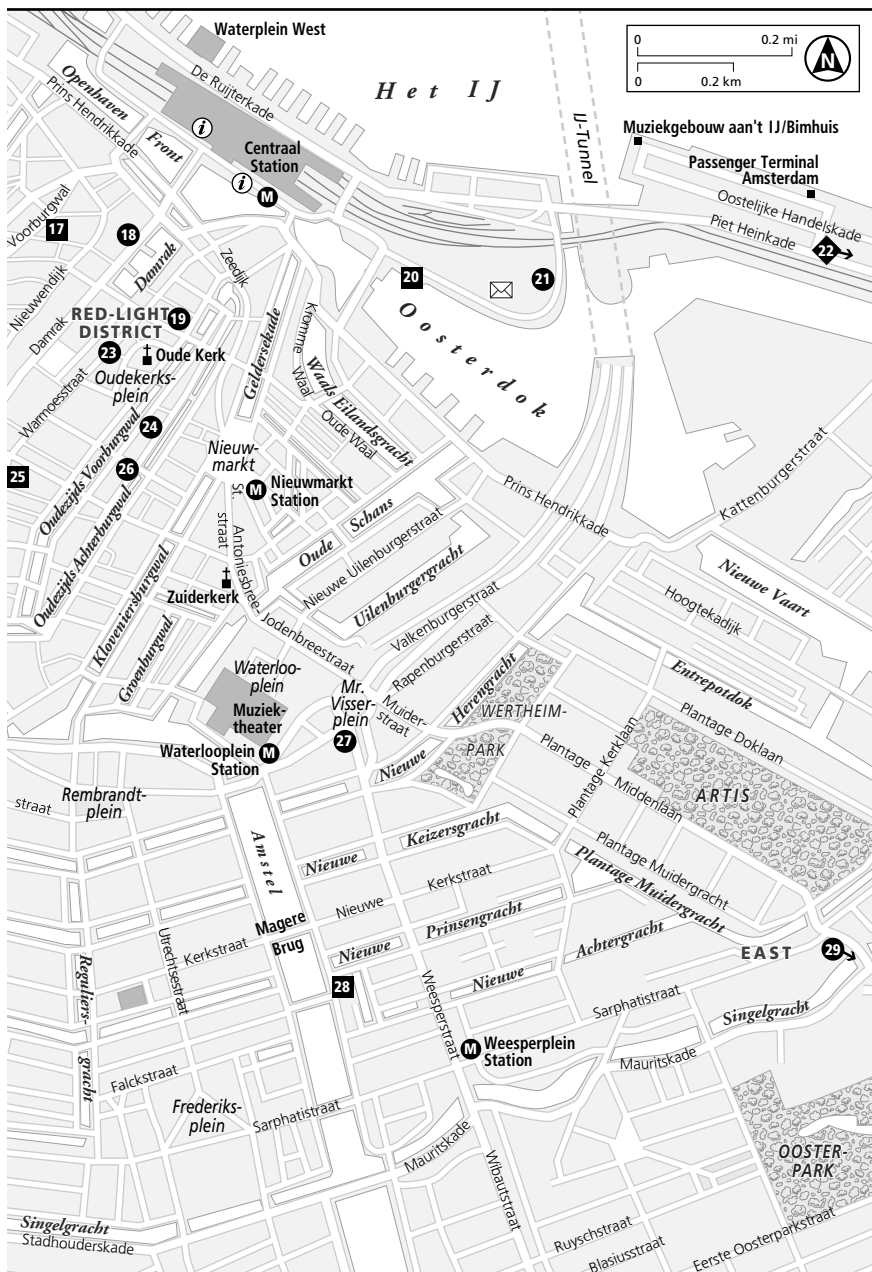 Waterplein West
0 0.2 mi
0 0.2 km
N
De Ruijterkade
Het IJ
IJ-Tunnel
Openhaven
Front
Prins Hendrikkade
i
Centraal
Station
i
M
Muziekgebouw aan't IJ/Bimhuis
Passenger Terminal
Amsterdam
Oostelijke Handelskade
Piet Heinkade
22
Voorburgwal
17
18
Damrak
Zeedijk
Nieuwendijk
Damrak
RED-LIGHT
DISTRICT
19
20
21
Oosterdok
Geldersekade
Kromme
Waal
Waals Eilandsgracht
Oude Waal
23
Oude Kerk
Oudekerks-
plein
Warmoesstraat
24
Oudezijds Voorburgwal
25
26
Oudezijds Achterburgwal
Nieuw-
markt
M
Nieuwmarkt
Station
St.
Antoniesbree-
straat
Oude Schans
Prins Hendrikkade
Kattenburgerstraat
Nieuwe Uilenburgerstraat
Uilenburgergracht
Nieuwe Vaart
Kloveniersburgwal
Zuiderkerk
Jodenbreestraat
Valkenburgerstraat
Rapenburgerstraat
Hoogtekadijk
Groenburgwal
Waterloo-
plein
Muziek-
theater
Mr.
Visser-
plein
27
Muider-
straat
Nieuwe Herengracht
WERTHEIM-
PARK
Entrepotdok
Plantage Doklaan
Plantage Kerklaan
Waterlooplein
Station
M
Plantage Middenlaan
ARTIS
straat
Rembrandt-
plein
Amstel
Nieuwe Keizersgracht
Plantage Muidergracht
Plantage Muidergracht
Nieuwe Kerkstraat
Magere
Brug
Kerkstraat
Utrechtsestraat
Reguliers-
gracht
Nieuwe Prinsengracht
Nieuwe Achtergracht
EAST
29
28
Weesperstraat
Sarphatistraat
Singelgracht
M
Weesperplein
Station
Mauritskade
Falckstraat
Frederiks-
plein
Sarphatistraat
Mauritskade
Wibautstraat
OOSTER-
PARK
Singelgracht
Stadhouderskade
Ruyschstraat
Blasiusstraat
Eerste Oosterparkstraat